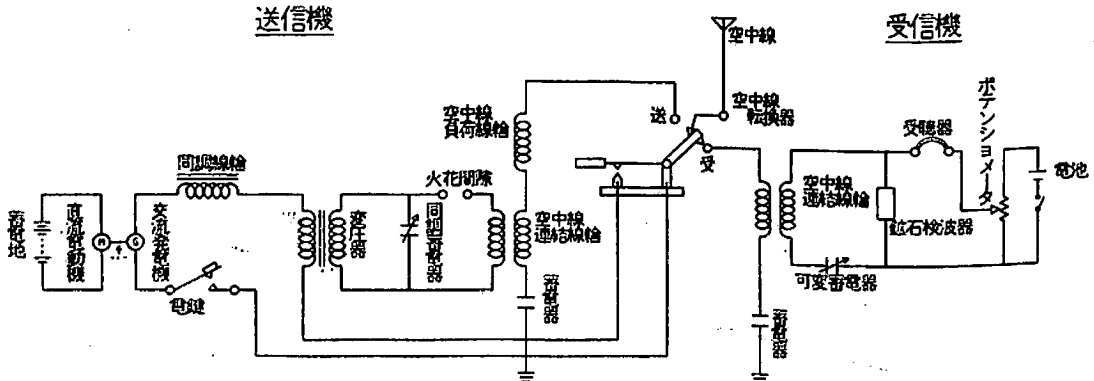 送信機
受信機
空中線
空中線
転換器
送
受
空中線
負荷線輪
同調線輪
火花間隙
空中線
連結線輪
蓄電池
直流電動機
M
G
交流発電機
電鍵
変圧器
同調蓄電器
蓄電器
受聴器
ポテンショメータ
電池
空中線
連結線輪
鉱石検波器
可変蓄電器
蓄電器